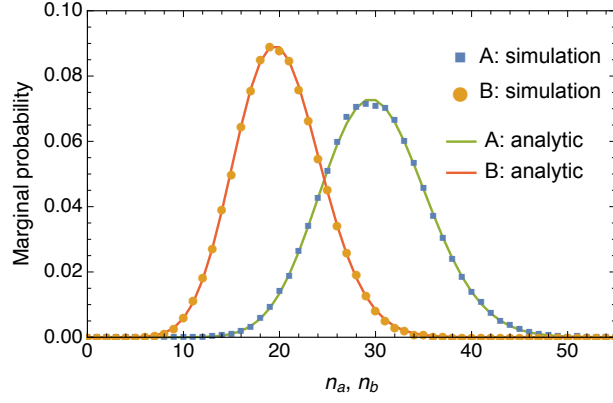 0.10
0.08
0.06
0.04
0.02
0.00
Marginal probability
0 10 20 30 40 50
n_a, n_b
A: simulation
B: simulation
A: analytic
B: analytic